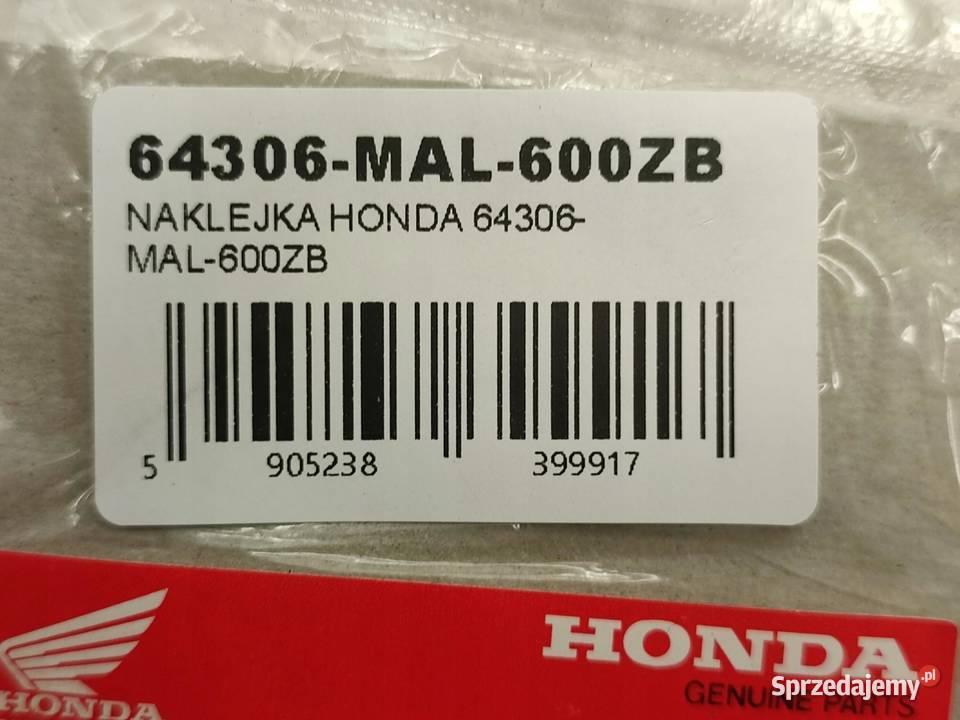 64306-MAL-600ZB
NAKLEJKA HONDA 64306-
MAL-600ZB
5 905238 399917
HONDA
HONDA
GENUINE PARTS
Sprzedajemy.pl